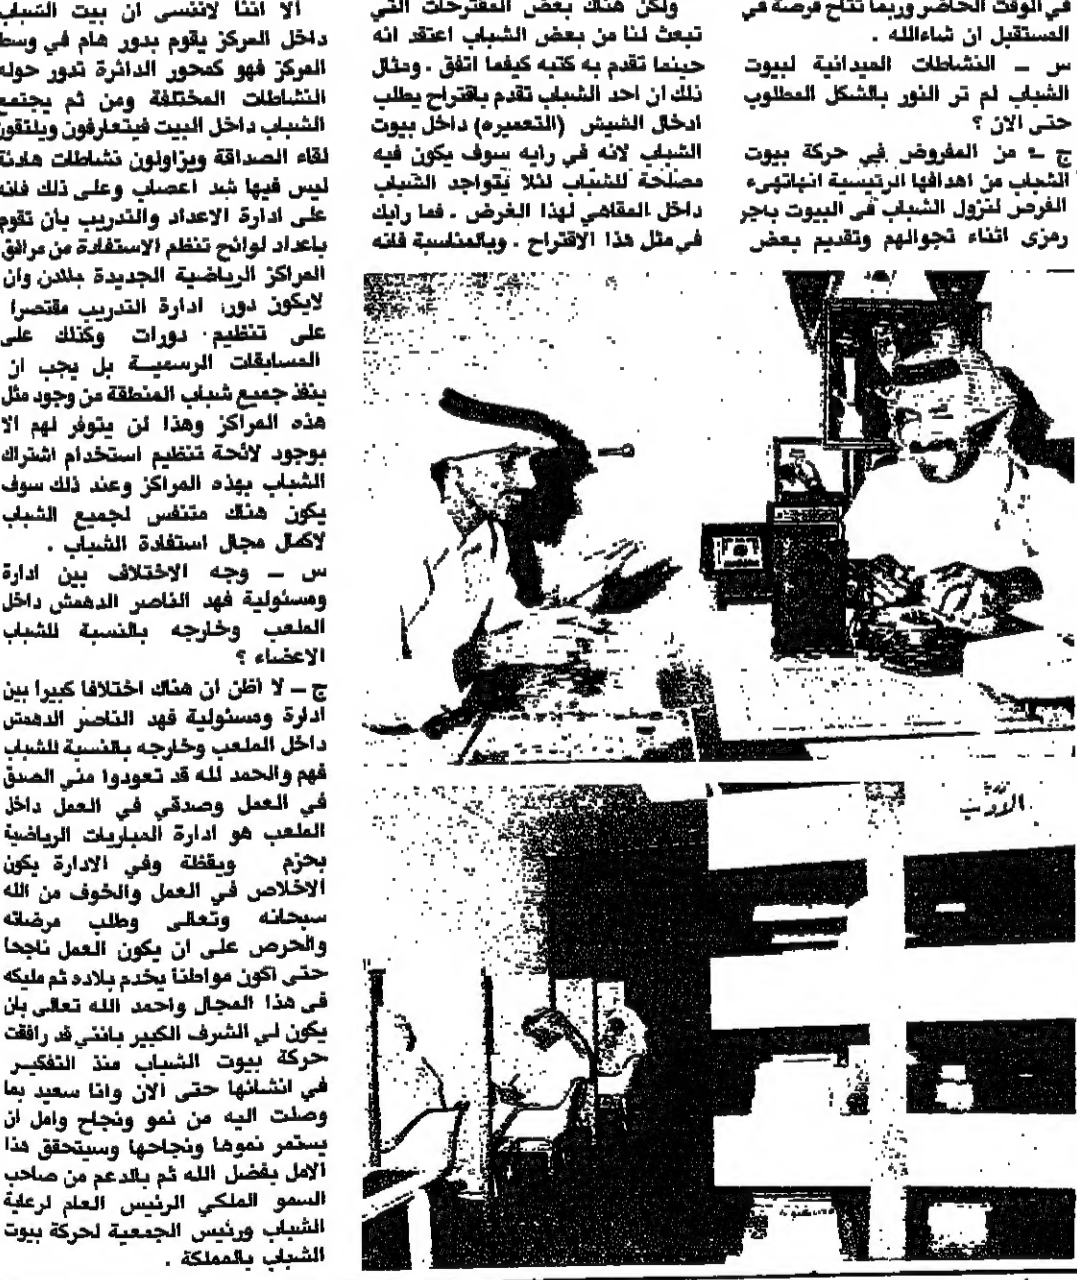 في الوقت الحاضر وربما تتاح فرصة في
المستقبل ان شاءالله .
س ــ النشاطات الميدانية لبيوت
الشباب لم تر النور بالشكل المطلوب
حتى الان ؟
ج ــ من المفروض في حركة بيوت
الشباب من اهدافها الرئيسية انهاتهيء
الفرص لنزول الشباب في البيوت باجر
رمزى اثناء تجوالهم وتقديم بعض
ولكن هناك بعض المقترحات التي
تبعث لنا من بعض الشباب اعتقد انه
حينما تقدم به كتبه كيفما اتفق . ومثال
ذلك ان احد الشباب تقدم باقتراح يطلب
ادخال الشيش (التعميره) داخل بيوت
الشباب لانه في رايه سوف يكون فيه
مصلحة للشباب لئلا يتواجد الشباب
داخل المقاهي لهذا الغرض . فما رايك
في مثل هذا الاقتراح . وبالمناسبة فانه
الا اننا لاننسى ان بيت الشباب
داخل المركز يقوم بدور هام في وسط
المركز فهو كمحور الدائرة تدور حوله
النشاطات المختلفة ومن ثم يجتمع
الشباب داخل البيت فيتعارفون ويلتقون
لقاء الصداقة ويزاولون نشاطات هادئة
ليس فيها شد اعصاب وعلى ذلك فانه
على ادارة الاعداد والتدريب بان تقوم
باعداد لوائح تنظم الاستفادة من مرافق
المراكز الرياضية الجديدة وان
لايكون دور ادارة التدريب مقتصرا
على تنظيم دورات وكذلك على
المسابقات الرسميــة بل يجب ان
ينفذ جميع شباب المنطقة من وجود مثل
هذه المراكز وهذا لن يتوفر لهم الا
بوجود لائحة تنظيم استخدام اشتراك
الشباب بهذه المراكز وعند ذلك سوف
يكون هناك متنفس لجميع الشباب
لاكمال مجال استفادة الشباب .
س ــ وجه الاختلاف بين ادارة
ومسئولية فهد الناصر الدهمش داخل
الملعب وخارجه بالنسبة للشباب
الاعضاء ؟
ج ــ لا اظن ان هناك اختلافا كبيرا بين
ادارة ومسئولية فهد الناصر الدهمش
داخل الملعب وخارجه بالنسبة للشباب
فهم والحمد لله قد تعودوا مني الصدق
في العمل وصدقي في العمل داخل
الملعب هو ادارة المباريات الرياضية
بحزم ويقظة وفي الادارة يكون
الاخلاص في العمل والخوف من الله
سبحانه وتعالى وطلب مرضاته
والحرص على ان يكون العمل ناجحا
حتى اكون مواطنا يخدم بلاده ثم مليكه
في هذا المجال واحمد الله تعالى بان
يكون لي الشرف الكبير بانني قد رافقت
حركة بيوت الشباب منذ التفكيــر
في انشائها حتى الان وانا سعيد بما
وصلت اليه من نمو ونجاح وامل ان
يستمر نموها ونجاحها وسيتحقق هذا
الامل بفضل الله ثم بالدعم من صاحب
السمو الملكي الرئيس العام لرعاية
الشباب ورئيس الجمعية لحركة بيوت
الشباب بالمملكة .
الادب